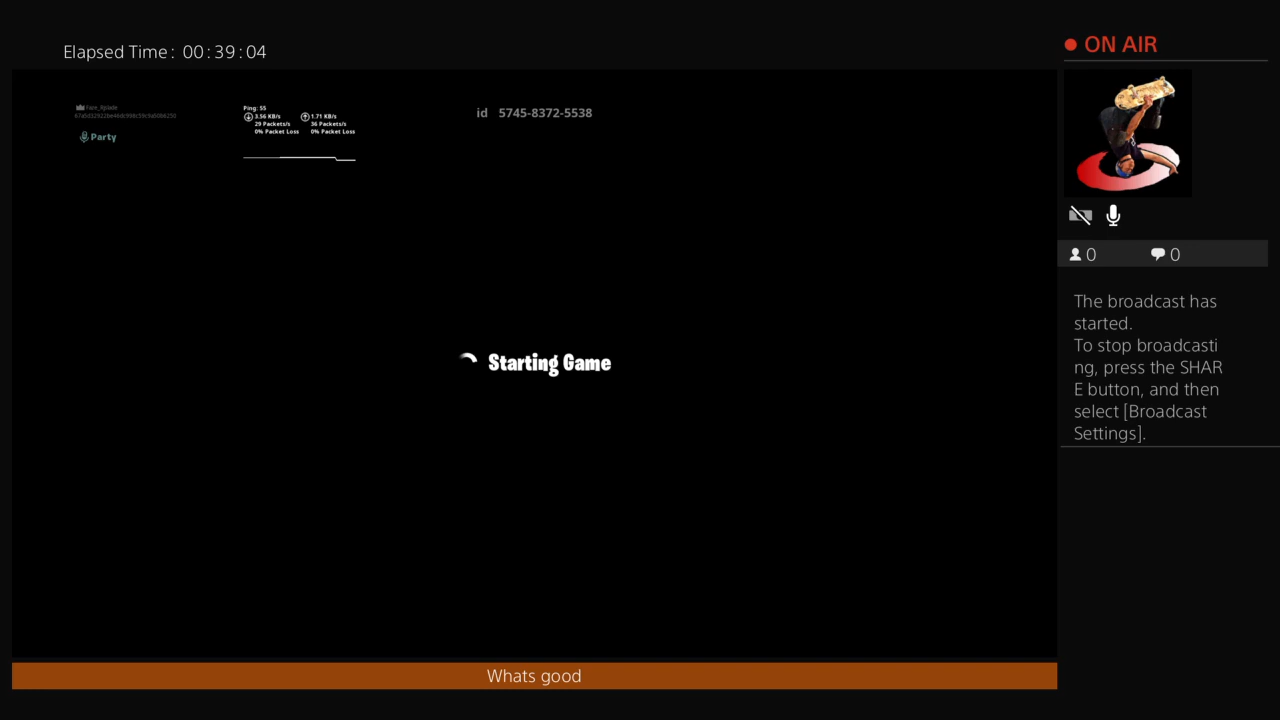 Elapsed Time: 00:39:04
ON AIR
Party
Ping: 55
3.56 KB/s 1.71 KB/s
29 Packets/s 36 Packets/s
0% Packet Loss 0% Packet Loss
id 5745-8372-5538
0 0
The broadcast has
started.
To stop broadcasti
ng, press the SHAR
E button, and then
select [Broadcast
Settings].
Starting Game
Whats good